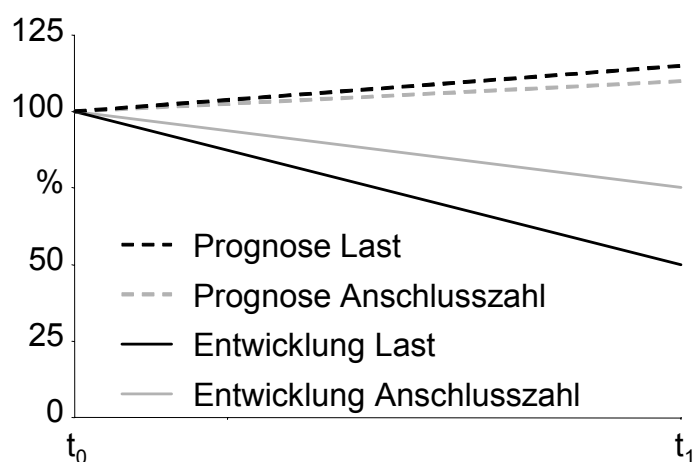 125
100
%
50
25
0
Prognose Last
Prognose Anschlusszahl
Entwicklung Last
Entwicklung Anschlusszahl
t₀
t₁